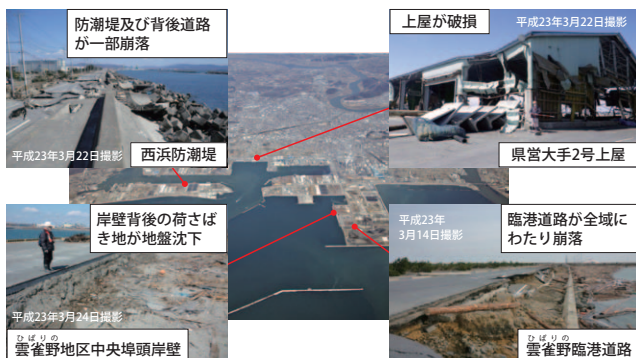 防潮堤及び背後道路
が一部崩落
平成23年3月22日撮影
西浜防潮堤
上屋が破損
平成23年3月22日撮影
県営大手2号上屋
岸壁背後の荷さば
き地が地盤沈下
平成23年3月24日撮影
ひばりの
雲雀野地区中央埠頭岸壁
平成23年
3月14日撮影
臨港道路が全域に
わたり崩落
ひばりの
雲雀野臨港道路